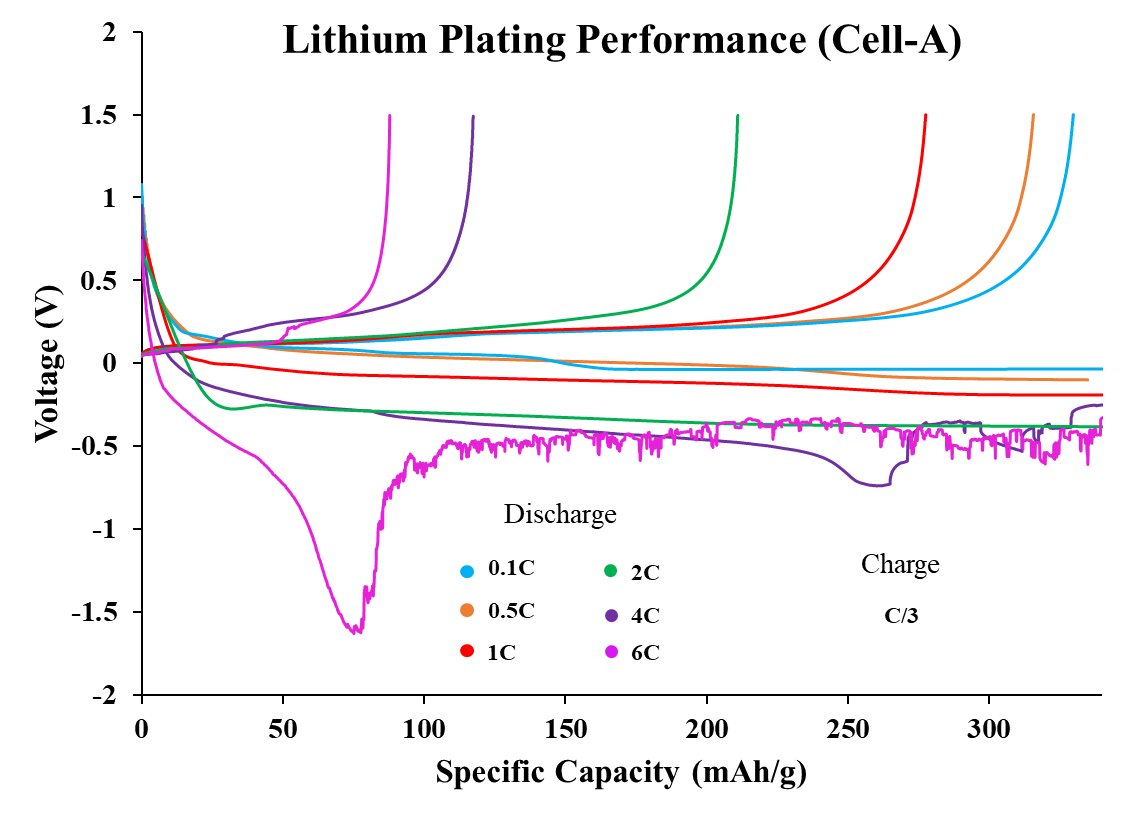 Lithium Plating Performance (Cell-A)
2
1.5
1
0.5
0
-0.5
-1
-1.5
-2
Voltage (V)
Discharge
0.1C
2C
0.5C
4C
1C
6C
Charge
C/3
0
50
100
150
200
250
300
Specific Capacity (mAh/g)